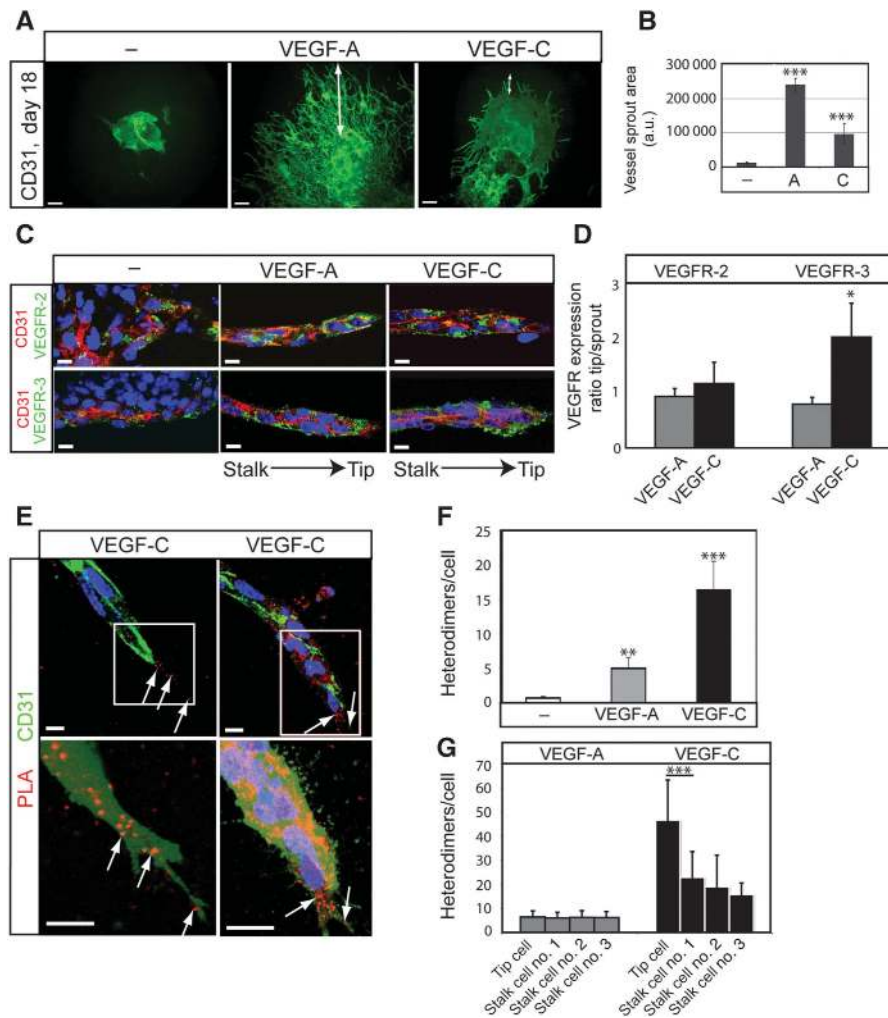 A
– VEGF-A VEGF-C
CD31, day 18
B
Vessel sprout area
(a.u.)
300 000
200 000
100 000
0
***
***
– A C
C
– VEGF-A VEGF-C
CD31
VEGFR-2
CD31
VEGFR-3
Stalk Tip Stalk Tip
D
VEGFR-2 VEGFR-3
VEGFR expression
ratio tip/sprout
3
2
1
0
*
VEGF-A
VEGF-C
VEGF-A
VEGF-C
E
VEGF-C VEGF-C
PLA CD31
F
Heterodimers/cell
25
20
15
10
5
0
**
***
– VEGF-A VEGF-C
G
VEGF-A VEGF-C
Heterodimers/cell
70
60
50
40
30
20
10
0
***
Tip cell
Stalk cell no. 1
Stalk cell no. 2
Stalk cell no. 3
Tip cell
Stalk cell no. 1
Stalk cell no. 2
Stalk cell no. 3